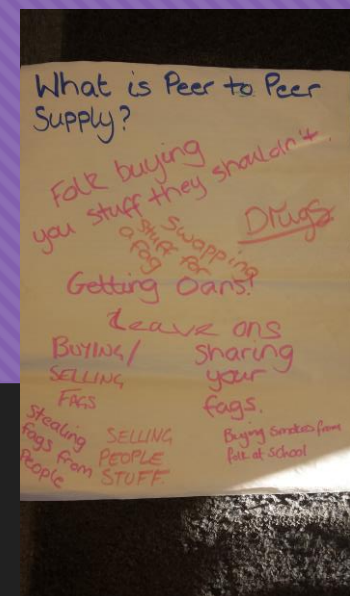 What is Peer to Peer
Supply?
Folk buying
you stuff they shouldn't
Drugs
Swapping
stuff for
a fag
Getting Oans!
Leave ons
BUYING/
SELLING
FAGS
Sharing
your
fags.
Stealing
fags from
People
SELLING
PEOPLE
STUFF.
Buying smokes from
folk at school